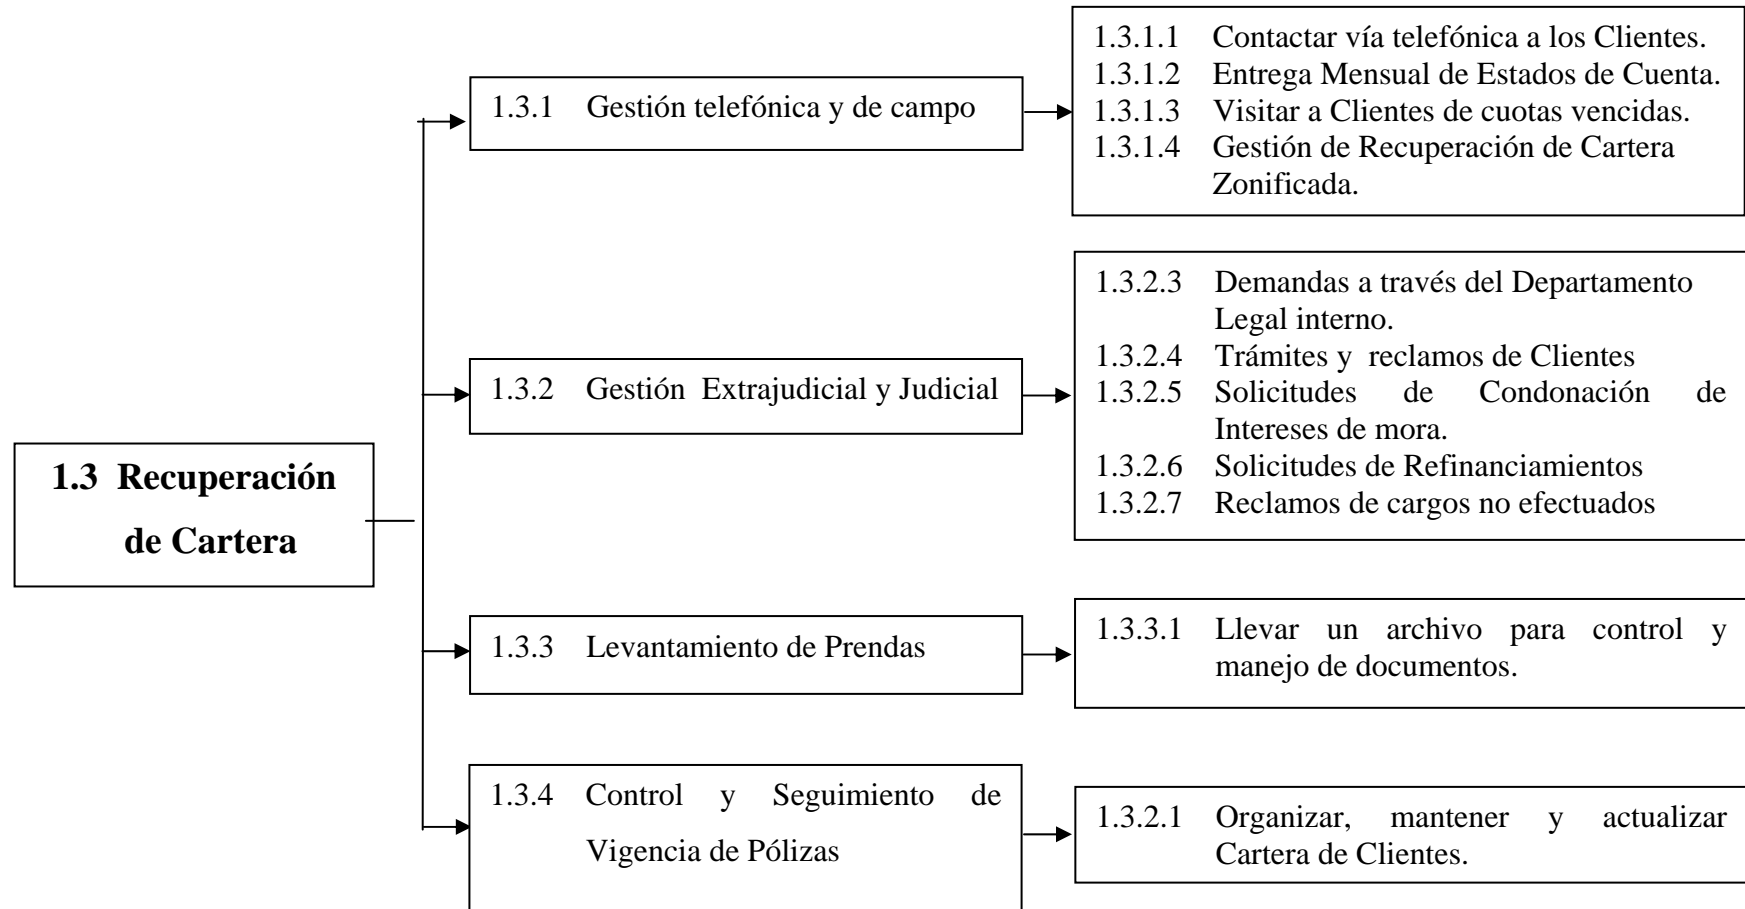 1.3 Recuperación
de Cartera
1.3.1 Gestión telefónica y de campo
1.3.1.1 Contactar vía telefónica a los Clientes.
1.3.1.2 Entrega Mensual de Estados de Cuenta.
1.3.1.3 Visitar a Clientes de cuotas vencidas.
1.3.1.4 Gestión de Recuperación de Cartera
Zonificada.
1.3.2 Gestión Extrajudicial y Judicial
1.3.2.3 Demandas a través del Departamento
Legal interno.
1.3.2.4 Trámites y reclamos de Clientes
1.3.2.5 Solicitudes de Condonación de
Intereses de mora.
1.3.2.6 Solicitudes de Refinanciamientos
1.3.2.7 Reclamos de cargos no efectuados
1.3.3 Levantamiento de Prendas
1.3.3.1 Llevar un archivo para control y
manejo de documentos.
1.3.4 Control y Seguimiento de
Vigencia de Pólizas
1.3.2.1 Organizar, mantener y actualizar
Cartera de Clientes.